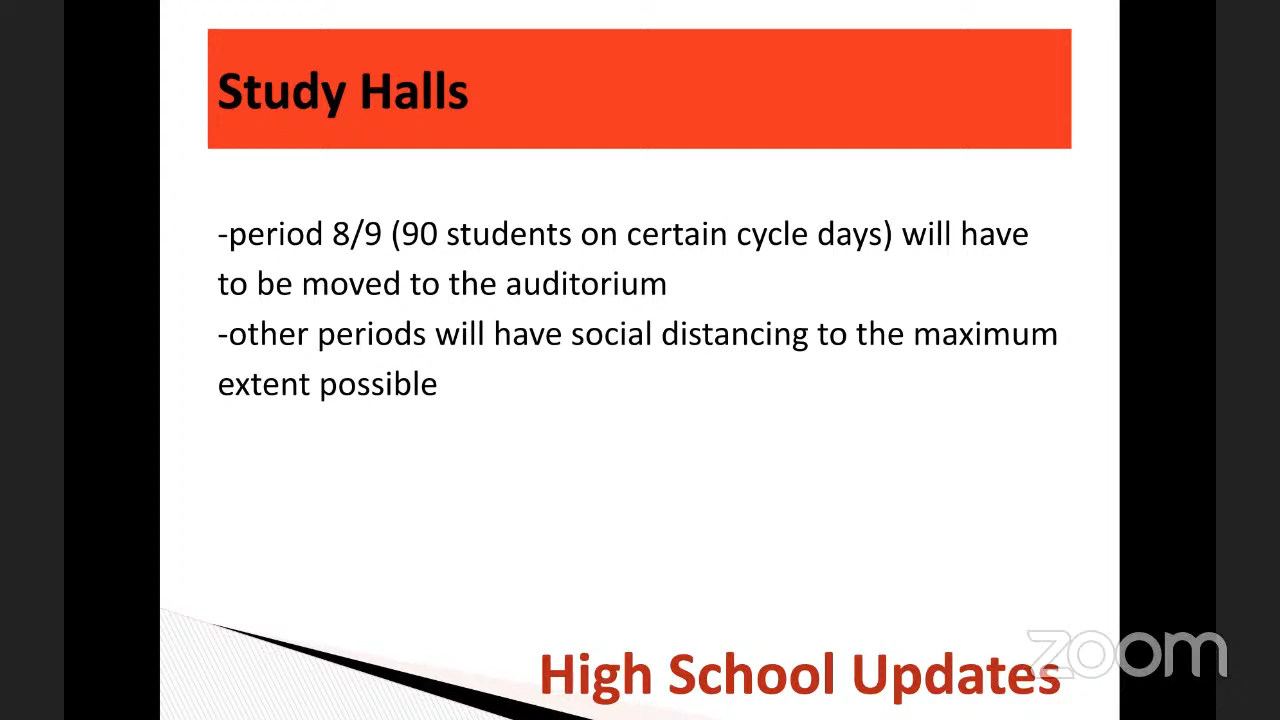 Study Halls
-period 8/9 (90 students on certain cycle days) will have
to be moved to the auditorium
-other periods will have social distancing to the maximum
extent possible
High School Updates
zoom